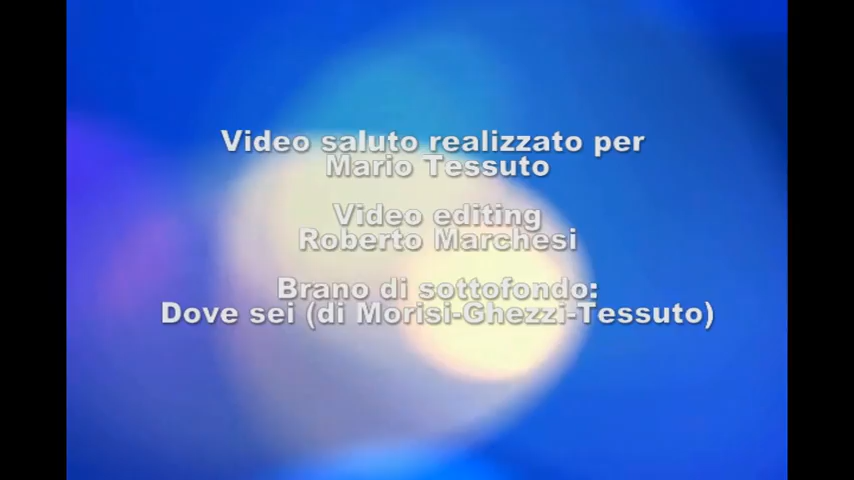 Video saluto realizzato per
Mario Tessuto
Video editing
Roberto Marchesi
Brano di sottofondo:
Dove sei (di Morisi-Ghezzi-Tessuto)